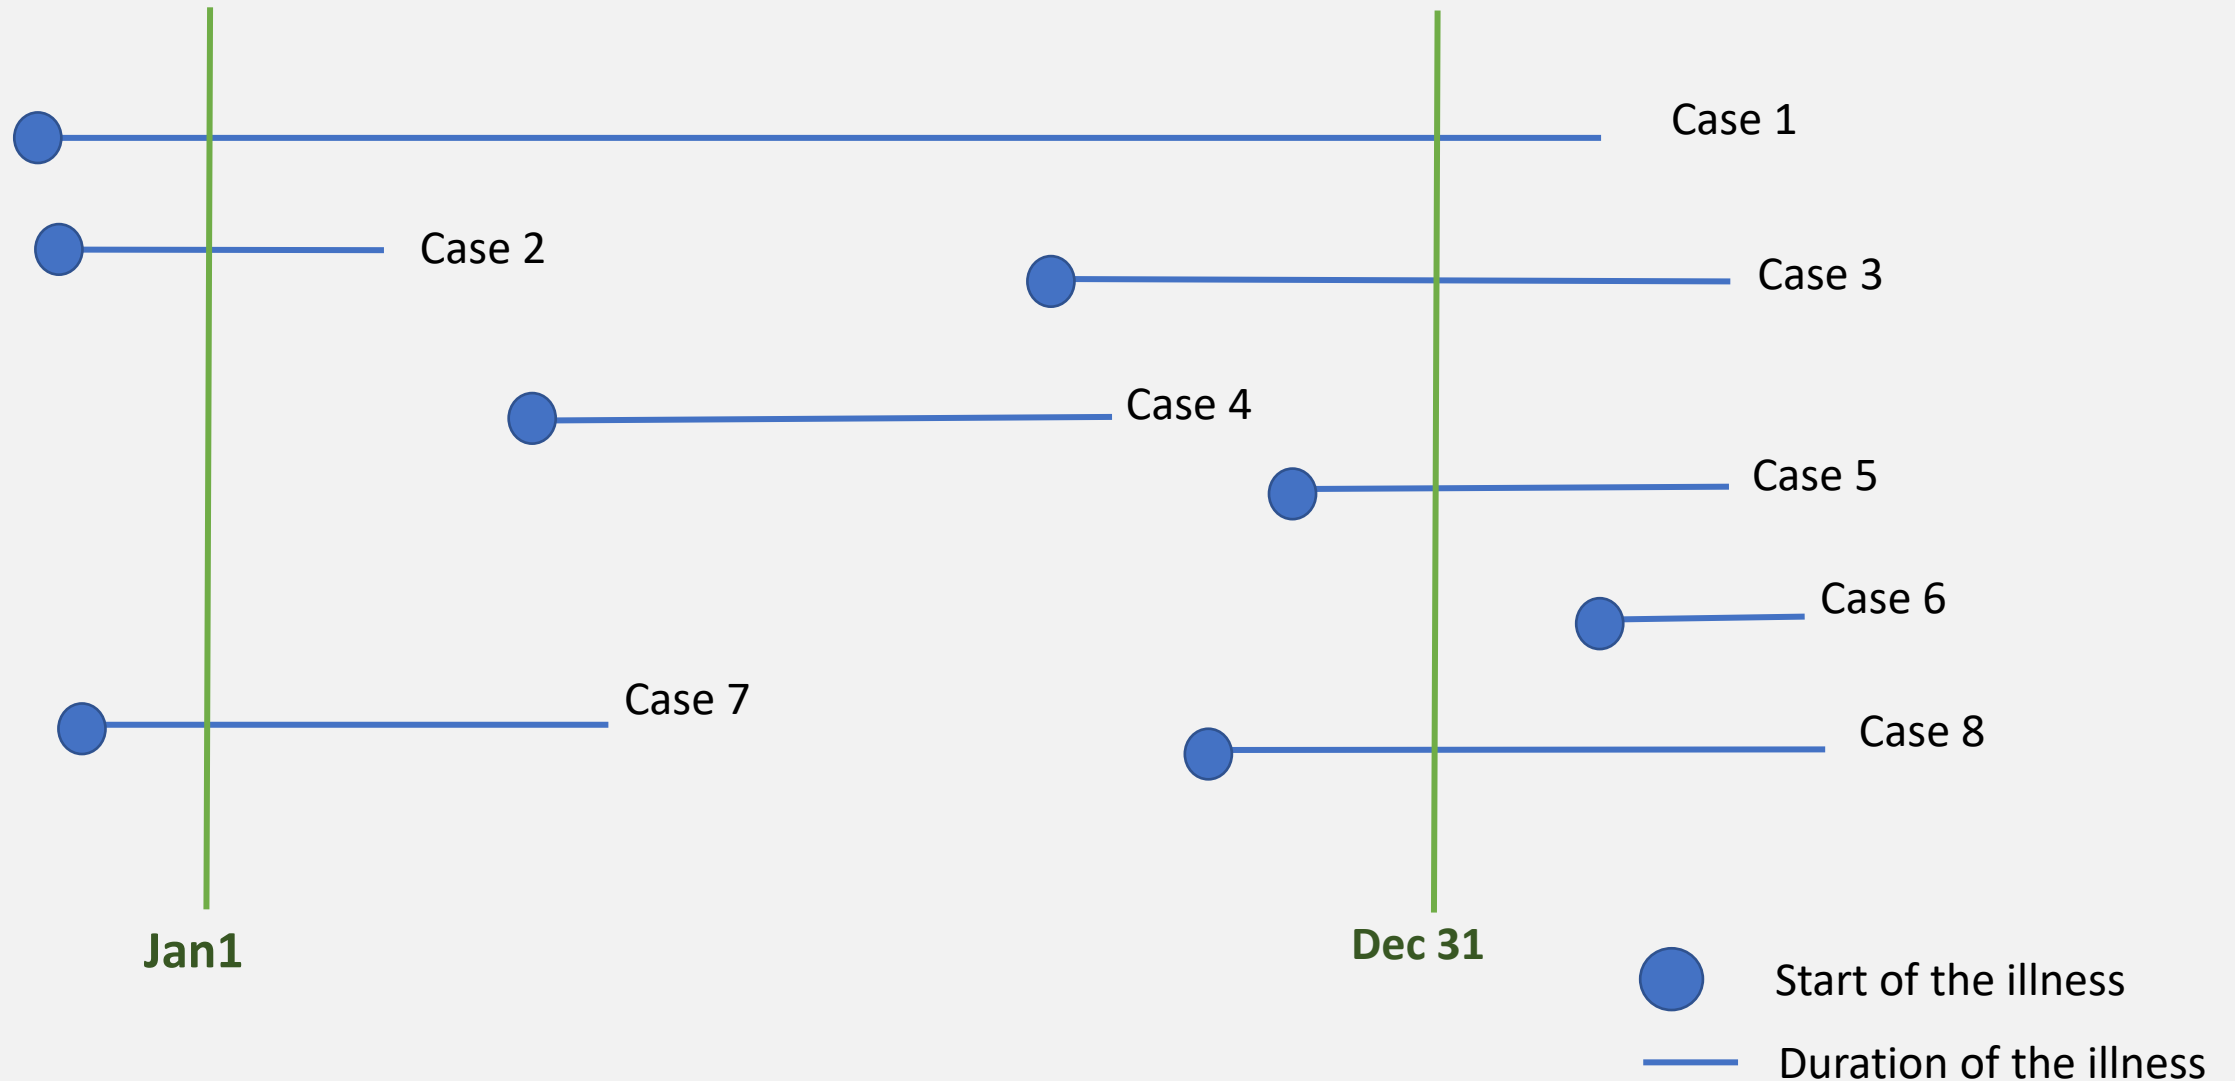 Case 1
Case 2
Case 3
Case 4
Case 5
Case 6
Case 7
Case 8
Jan1
Dec 31
Start of the illness
Duration of the illness